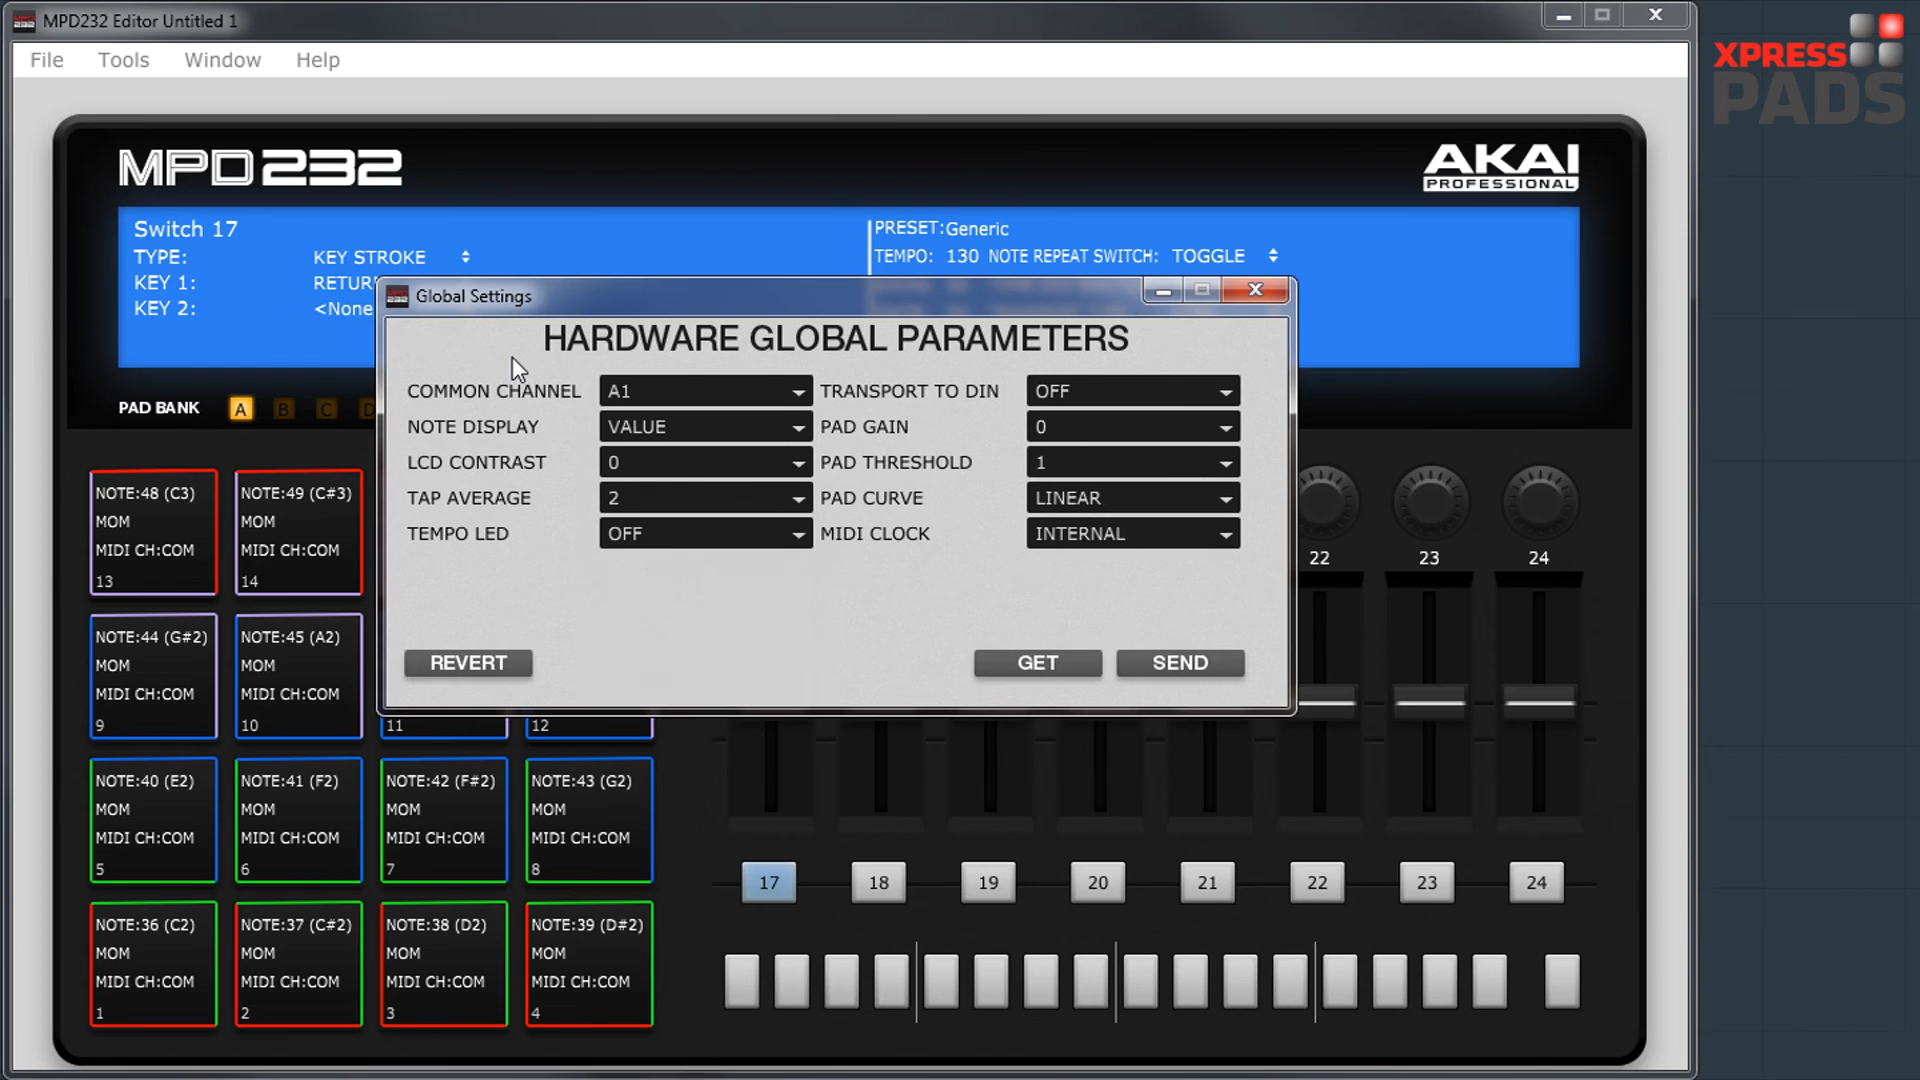 MPD232 Editor Untitled 1
File Tools Window Help
XPRESS
PADS
MPD232
AKAI
PROFESSIONAL
Switch 17
TYPE: KEY STROKE
KEY 1: RETUR
KEY 2: <None
PRESET:Generic
TEMPO: 130 NOTE REPEAT SWITCH: TOGGLE
PAD BANK A B C D
MPD 232 Global Settings
HARDWARE GLOBAL PARAMETERS
COMMON CHANNEL A1 TRANSPORT TO DIN OFF
NOTE DISPLAY VALUE PAD GAIN 0
LCD CONTRAST 0 PAD THRESHOLD 1
TAP AVERAGE 2 PAD CURVE LINEAR
TEMPO LED OFF MIDI CLOCK INTERNAL
REVERT GET SEND
NOTE:48 (C3) NOTE:49 (C#3)
MOM MOM
MIDI CH:COM MIDI CH:COM
13 14
22 23 24
NOTE:44 (G#2) NOTE:45 (A2)
MOM MOM
MIDI CH:COM MIDI CH:COM
9 10 11 12
NOTE:40 (E2) NOTE:41 (F2) NOTE:42 (F#2) NOTE:43 (G2)
MOM MOM MOM MOM
MIDI CH:COM MIDI CH:COM MIDI CH:COM MIDI CH:COM
5 6 7 8
17 18 19 20 21 22 23 24
NOTE:36 (C2) NOTE:37 (C#2) NOTE:38 (D2) NOTE:39 (D#2)
MOM MOM MOM MOM
MIDI CH:COM MIDI CH:COM MIDI CH:COM MIDI CH:COM
1 2 3 4